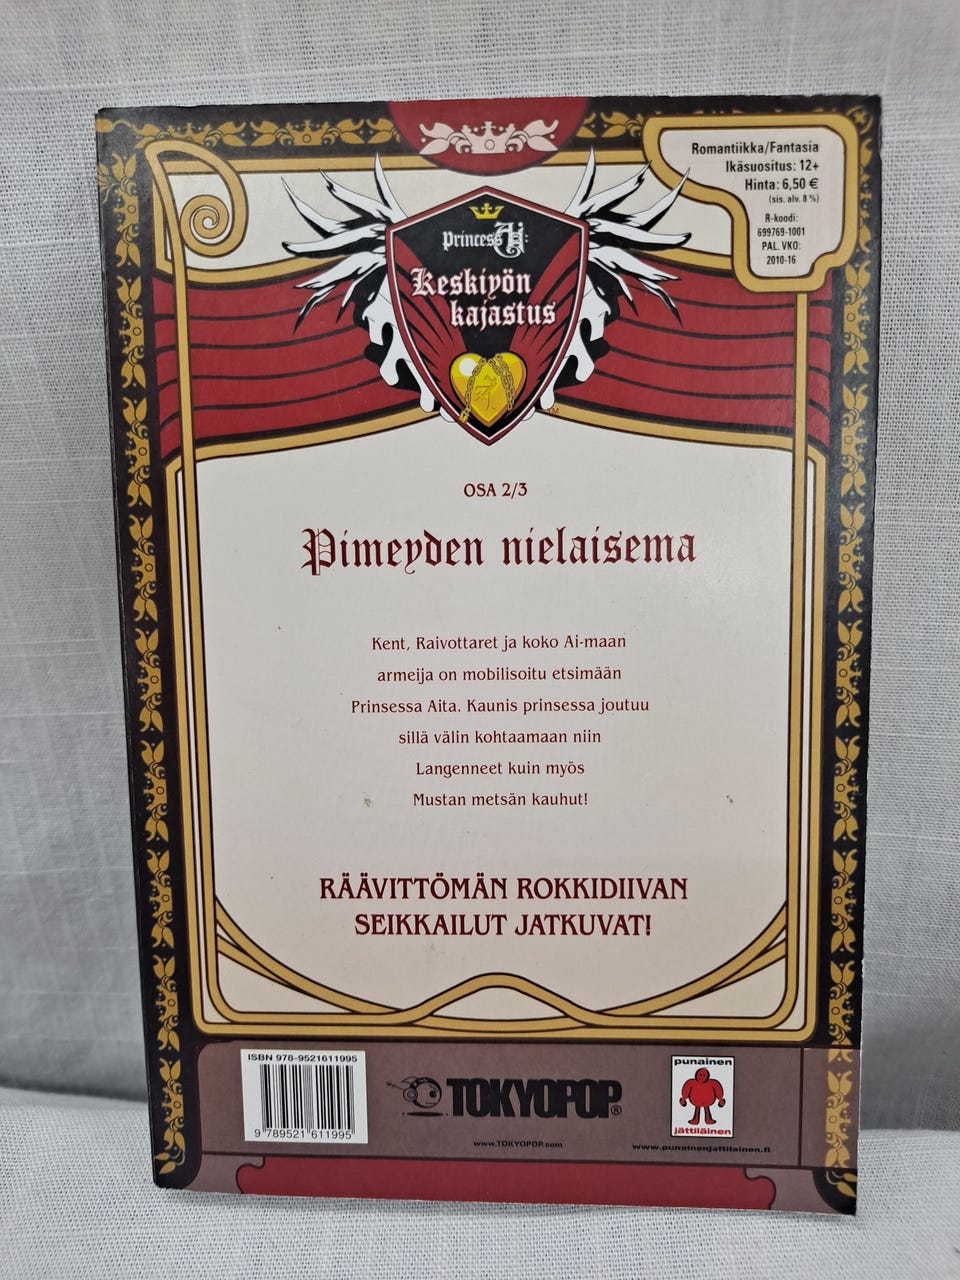 Romantiikka/Fantasia
Ikäsuositus: 12+
Hinta: 6,50 €
(sis. alv. 8 %)
R-koodi:
699769-1001
PAL. VKO:
2010-16
Princess Ai:
Keskiyön
kajastus
TM
OSA 2/3
Pimeyden nielaisema
Kent, Raivottaret ja koko Ai-maan
armeija on mobilisoitu etsimään
Prinsessa Aita. Kaunis prinsessa joutuu
sillä välin kohtaamaan niin
Langenneet kuin myös
Mustan metsän kauhut!
RÄÄVITTÖMÄN ROKKIDIIVAN
SEIKKAILUT JATKUVAT!
ISBN 978-9521611995
9 789521 611995
TOKYOPOP®
www.TOKYOPOP.com
punainen
jättiläinen
www.punainenjattilainen.fi